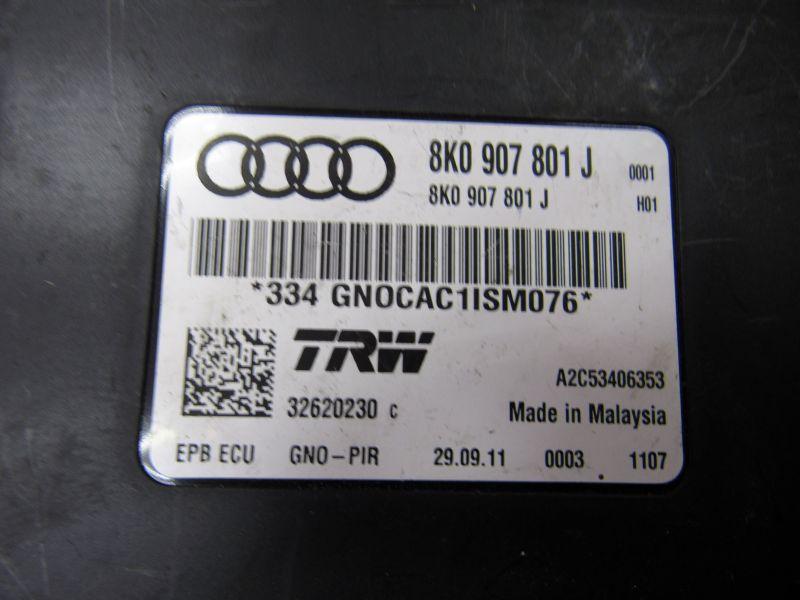 8K0 907 801 J 0001
8K0 907 801 J H01
*334 GNOCAC1ISM076*
TRW
A2C53406353
32620230 c Made in Malaysia
EPB ECU GNO-PIR 29.09.11 0003 1107